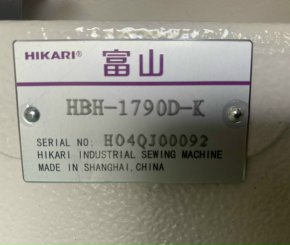 HIKARI® 富山
HBH-1790D-K
SERIAL NO: H04QJ00092
HIKARI INDUSTRIAL SEWING MACHINE
MADE IN SHANGHAI,CHINA